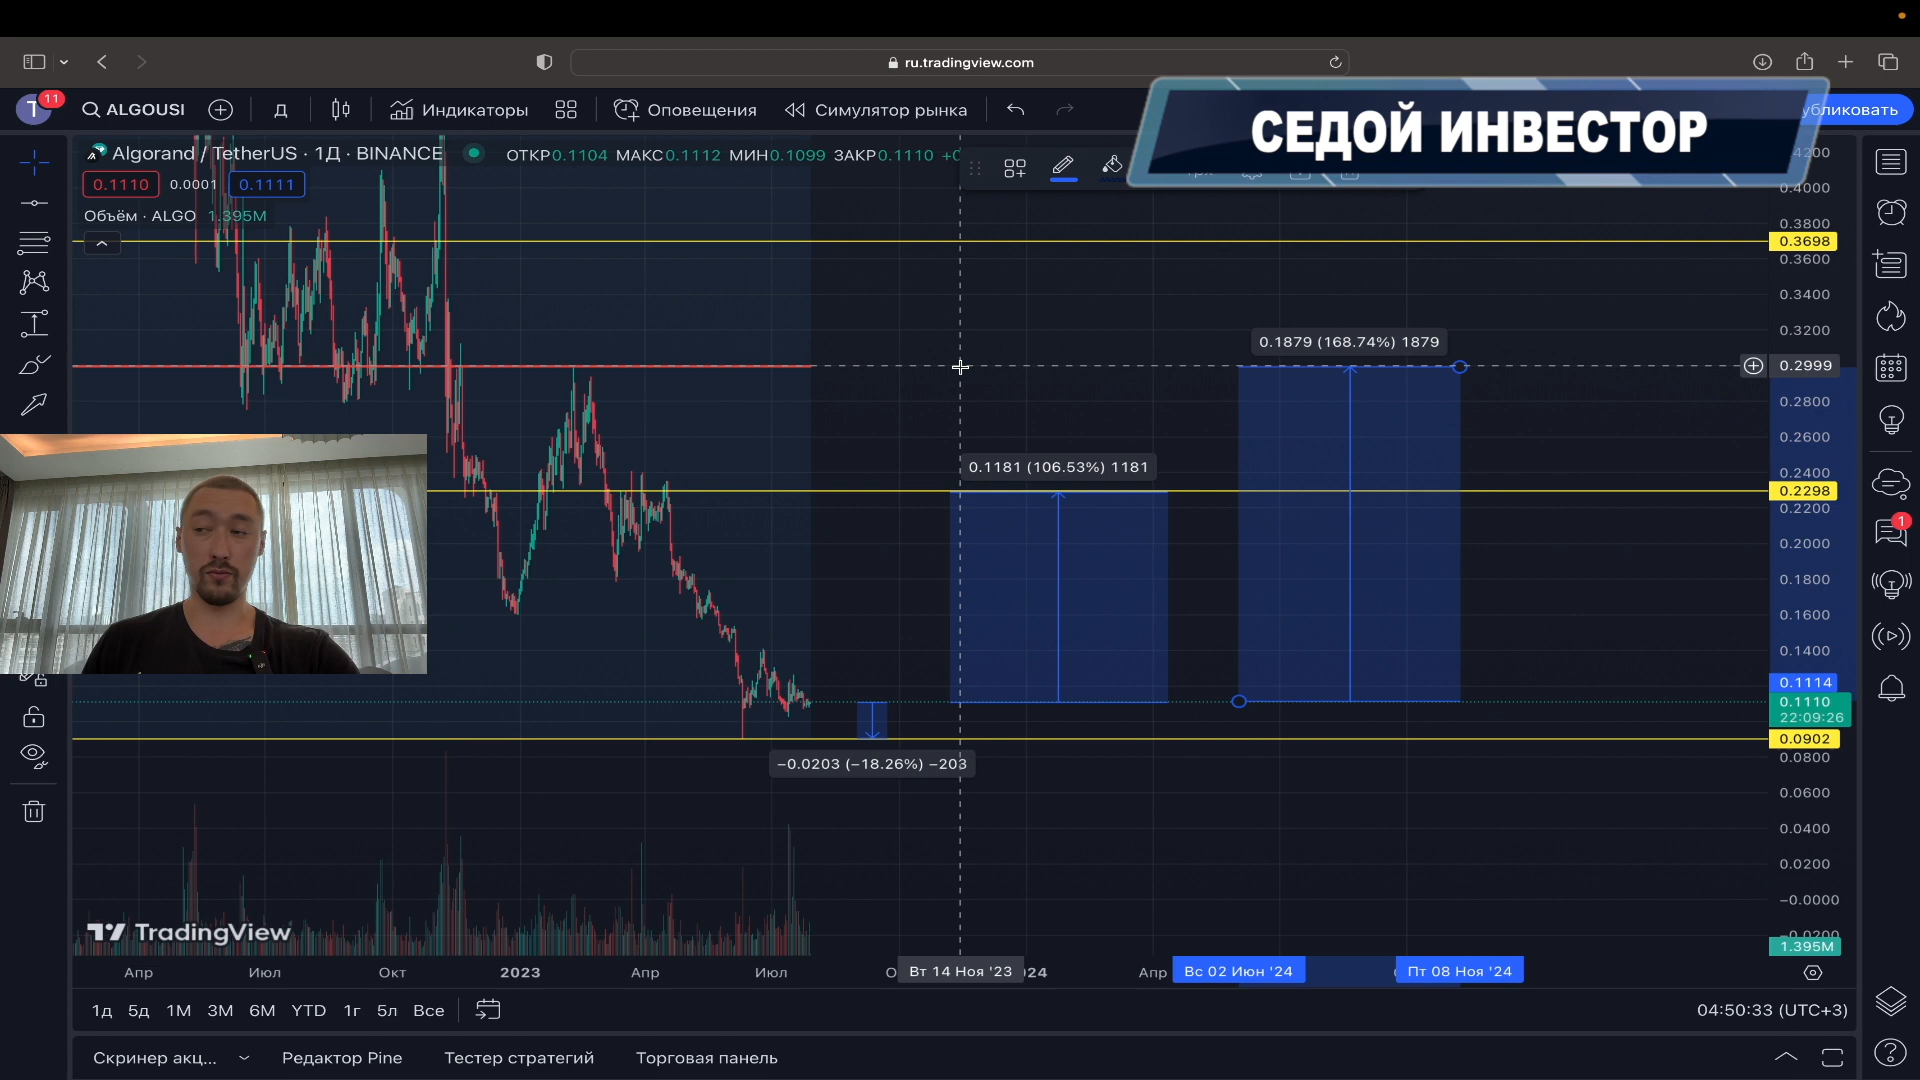 ru.tradingview.com
T
11
ALGOUSI
Д
Индикаторы
Оповещения
Симулятор рынка
убликовать
СЕДОЙ ИНВЕСТОР
Algorand / TetherUS · 1Д · BINANCE
ОТКР0.1104 МАКС0.1112 МИН0.1099 ЗАКР0.1110 +0
0.1110
0.0001
0.1111
Объём · ALGO 1.395M
0.4000
0.3800
0.3698
0.3600
0.3400
0.3200
0.1879 (168.74%) 1879
0.2999
0.2800
0.2600
0.1181 (106.53%) 1181
0.2400
0.2298
0.2200
0.2000
1
0.1800
0.1600
0.1400
0.1114
0.1110
22:09:26
0.0902
−0.0203 (−18.26%) −203
0.0800
0.0600
0.0400
0.0200
−0.0000
TradingView
−0.0200
1.395M
Апр
Июл
Окт
2023
Апр
Июл
О
Вт 14 Ноя '23
24
Апр
Вс 02 Июн '24
Пт 08 Ноя '24
1д 5д 1М 3М 6М YTD 1г 5л Все
04:50:33 (UTC+3)
Скринер акц...
Редактор Pine
Тестер стратегий
Торговая панель